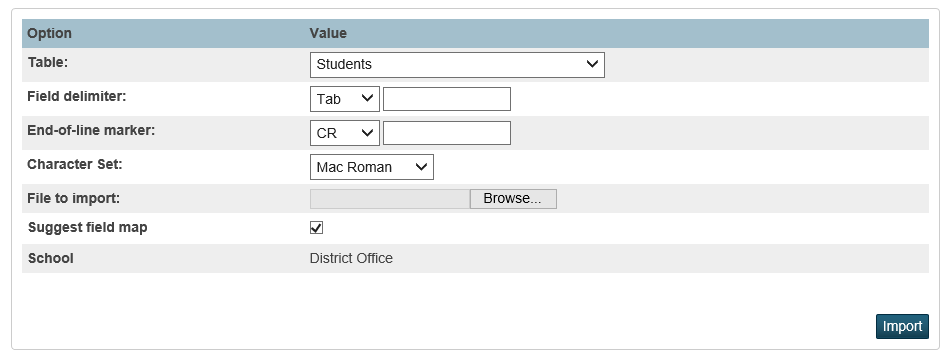 Option Value
Table: Students
Field delimiter: Tab
End-of-line marker: CR
Character Set: Mac Roman
File to import: Browse...
Suggest field map
School District Office
Import